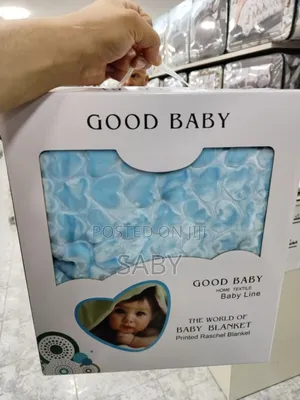 GOOD BABY
POSTED ON JIJI
SABY
GOOD BABY
HOME TEXTILE
Baby Line
THE WORLD OF
BABY BLANKET
Printed Raschel Blanket